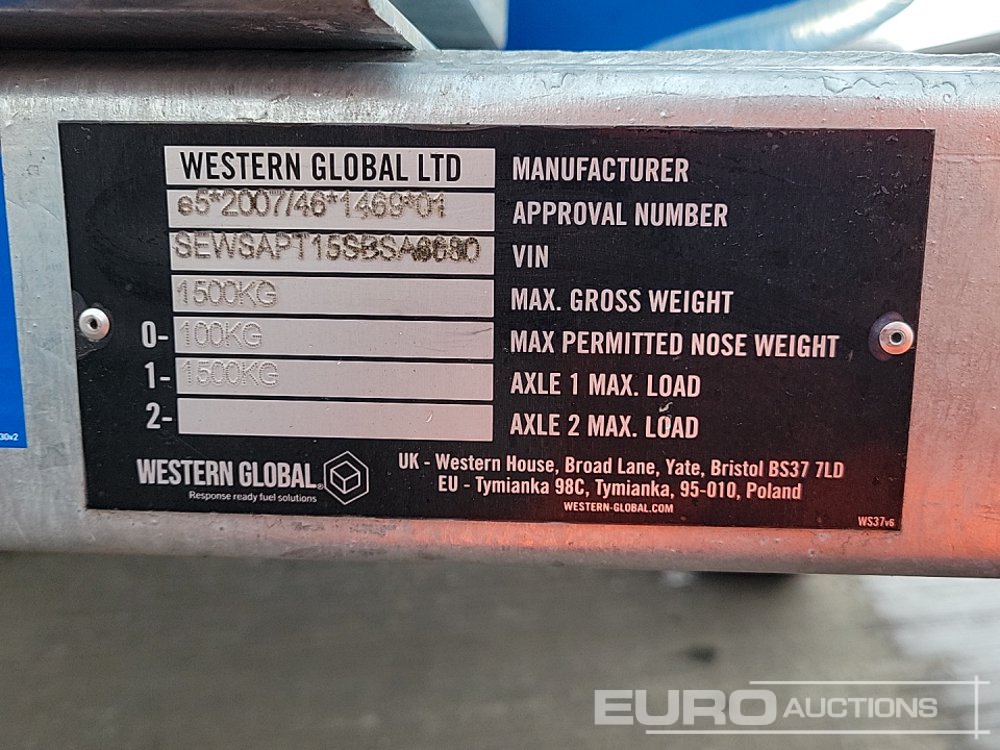 WESTERN GLOBAL LTD MANUFACTURER
e5*2007/46*1469*01 APPROVAL NUMBER
SEWSAPT15SBSA6680 VIN
1500KG MAX. GROSS WEIGHT
0- 100KG MAX PERMITTED NOSE WEIGHT
1- 1500KG AXLE 1 MAX. LOAD
2- AXLE 2 MAX. LOAD
WESTERN GLOBAL®
Response ready fuel solutions
UK - Western House, Broad Lane, Yate, Bristol BS37 7LD
EU - Tymianka 98C, Tymianka, 95-010, Poland
WESTERN-GLOBAL.COM
WS37v6
30v2
EURO AUCTIONS